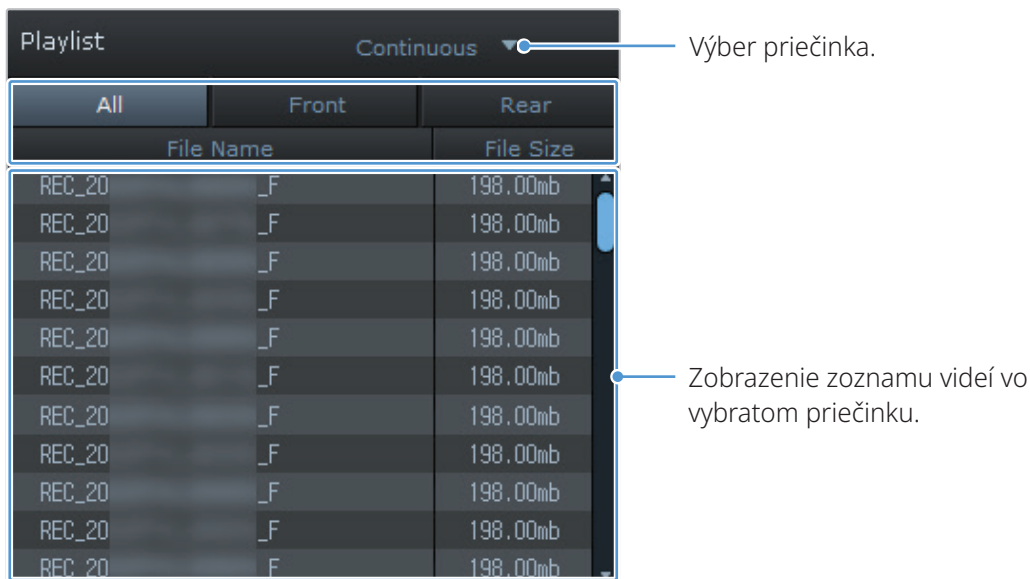 Playlist Continuous Výber priečinka.
All Front Rear
File Name File Size
REC_20 _F 198.00mb
REC_20 _F 198.00mb
REC_20 _F 198.00mb
REC_20 _F 198.00mb
REC_20 _F 198.00mb
REC_20 _F 198.00mb
REC_20 _F 198.00mb
REC_20 _F 198.00mb
REC_20 _F 198.00mb
REC_20 _F 198.00mb
REC_20 _F 198.00mb
Zobrazenie zoznamu videí vo
vybratom priečinku.